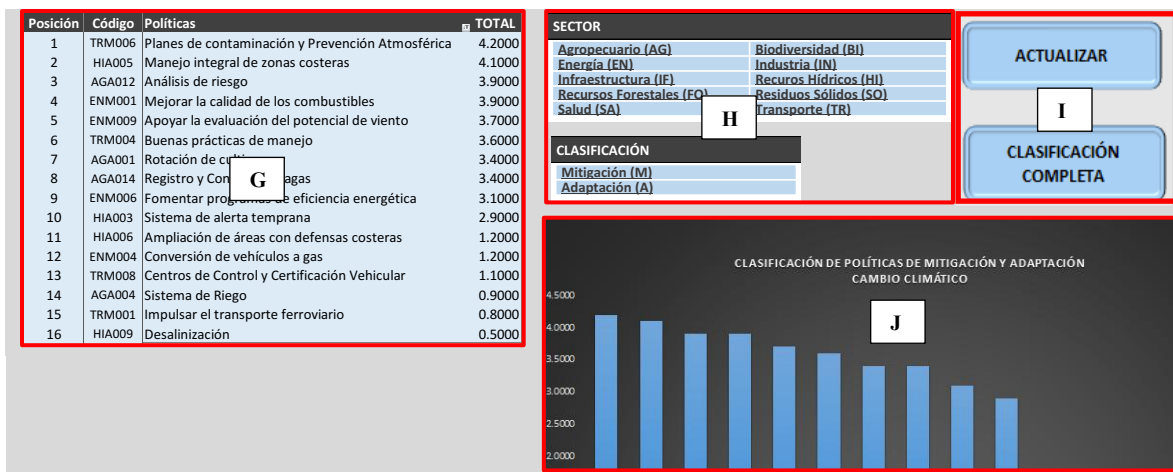 Posición Código Políticas TOTAL
1 TRM006 Planes de contaminación y Prevención Atmosférica 4.2000
2 HIA005 Manejo integral de zonas costeras 4.1000
3 AGA012 Análisis de riesgo 3.9000
4 ENM001 Mejorar la calidad de los combustibles 3.9000
5 ENM009 Apoyar la evaluación del potencial de viento 3.7000
6 TRM004 Buenas prácticas de manejo 3.6000
7 AGA001 Rotación de 3.4000
8 AGA014 Registro y 3.4000
G
9 ENM006 Fomentar de eficiencia energética 3.1000
10 HIA003 Sistema de alerta temprana 2.9000
11 HIA006 Ampliación de áreas con defensas costeras 1.2000
12 ENM004 Conversión de vehículos a gas 1.2000
13 TRM008 Centros de Control y Certificación Vehicular 1.1000
14 AGA004 Sistema de Riego 0.9000
15 TRM001 Impulsar el transporte ferroviario 0.8000
16 HIA009 Desalinización 0.5000
SECTOR
Agropecuario (AG) Biodiversidad (BI)
Energía (EN) Industria (IN)
Infraestructura (IF) Recuros Hídricos (HI)
Recursos Forestales (FO) Residuos Sólidos (SO)
Salud (SA) Transporte (TR)
H
CLASIFICACIÓN
Mitigación (M)
Adaptación (A)
ACTUALIZAR
I
CLASIFICACIÓN
COMPLETA
CLASIFICACIÓN DE POLÍTICAS DE MITIGACIÓN Y ADAPTACIÓN
CAMBIO CLIMÁTICO
J
4.5000
4.0000
3.5000
3.0000
2.5000
2.0000